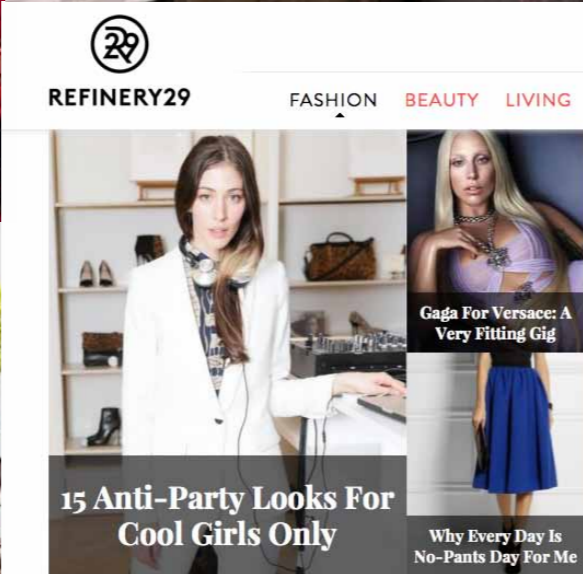 R29
REFINERY29
FASHION BEAUTY LIVING
15 Anti-Party Looks For
Cool Girls Only
Gaga For Versace: A
Very Fitting Gig
Why Every Day Is
No-Pants Day For Me